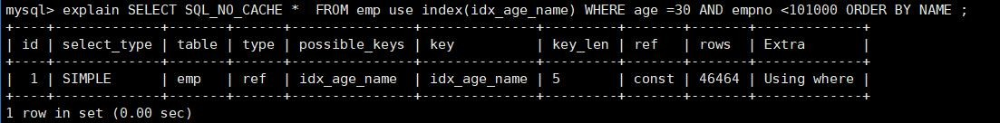 mysql> explain SELECT SQL_NO_CACHE *  FROM emp use index(idx_age_name) WHERE age =30 AND empno <101000 ORDER BY NAME ;
+----+-------------+-------+------+---------------+--------------+---------+-------+-------+-------------+
| id | select_type | table | type | possible_keys | key          | key_len | ref   | rows  | Extra       |
+----+-------------+-------+------+---------------+--------------+---------+-------+-------+-------------+
|  1 | SIMPLE      | emp   | ref  | idx_age_name  | idx_age_name | 5       | const | 46464 | Using where |
+----+-------------+-------+------+---------------+--------------+---------+-------+-------+-------------+
1 row in set (0.00 sec)